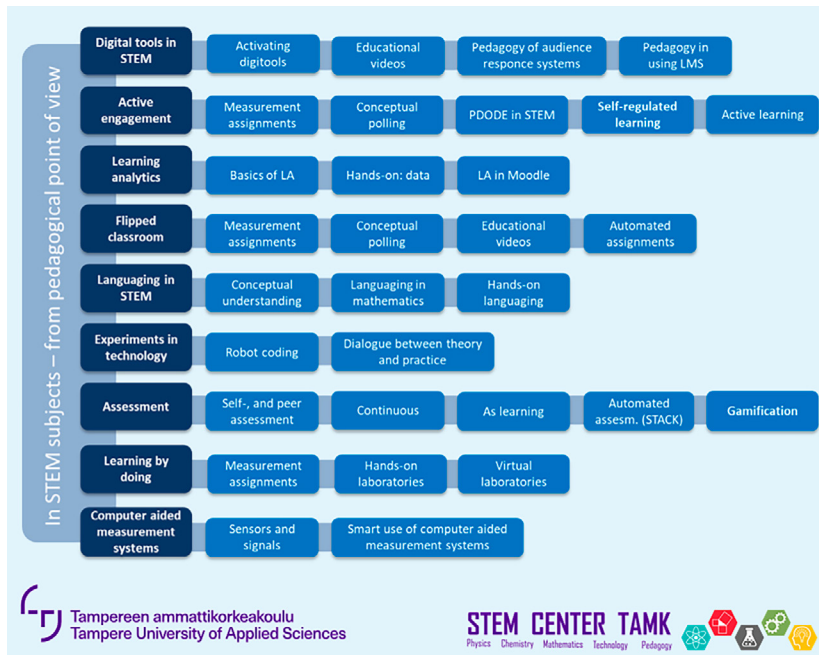 In STEM subjects – from pedagogical point of view
Digital tools in
STEM
Activating
digitools
Educational
videos
Pedagogy of audience
responce systems
Pedagogy in
using LMS
Active
engagement
Measurement
assignments
Conceptual
polling
PDODE in STEM
Self-regulated
learning
Active learning
Learning
analytics
Basics of LA
Hands-on: data
LA in Moodle
Flipped
classroom
Measurement
assignments
Conceptual
polling
Educational
videos
Automated
assignments
Languaging in
STEM
Conceptual
understanding
Languaging in
mathematics
Hands-on
languaging
Experiments in
technology
Robot coding
Dialogue between theory
and practice
Assessment
Self-, and peer
assessment
Continuous
As learning
Automated
assesm. (STACK)
Gamification
Learning by
doing
Measurement
assignments
Hands-on
laboratories
Virtual
laboratories
Computer aided
measurement
systems
Sensors and
signals
Smart use of computer aided
measurement systems
Tampereen ammattikorkeakoulu
Tampere University of Applied Sciences
STEM CENTER TAMK
Physics Chemistry Mathematics Technology Pedagogy